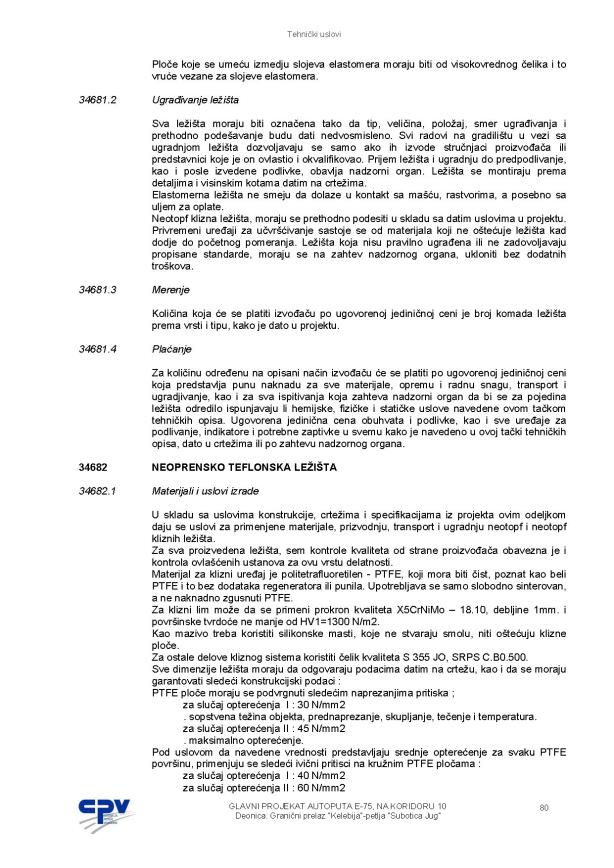 Tehnički uslovi
Ploče koje se umeću izmedju slojeva elastomera moraju biti od visokovrednog čelika i to
vruće vezane za slojeve elastomera.
34681.2 Ugrađivanje ležišta
Sva ležišta moraju biti označena tako da tip, veličina, položaj, smer ugrađivanja i
prethodno podešavanje budu dati nedvosmisleno. Svi radovi na gradilištu u vezi sa
ugradnjom ležišta dozvoljavaju se samo ako ih izvode stručnjaci proizvođača ili
predstavnici koje je on ovlastio i okvalifikovao. Prijem ležišta i ugradnju do predpodlivanje,
kao i posle izvedene podlivke, obavlja nadzorni organ. Ležišta se montiraju prema
detaljima i visinskim kotama datim na crtežima.
Elastomerna ležišta ne smeju da dolaze u kontakt sa mašću, rastvorima, a posebno sa
uljem za oplate.
Neotopf klizna ležišta, moraju se prethodno podesiti u skladu sa datim uslovima u projektu.
Privremeni uređaji za učvršćivanje sastoje se od materijala koji ne oštećuje ležišta kad
dodje do početnog pomeranja. Ležišta koja nisu pravilno ugrađena ili ne zadovoljavaju
propisane standarde, moraju se na zahtev nadzornog organa, ukloniti bez dodatnih
troškova.
34681.3 Merenje
Količina koja će se platiti izvođaču po ugovorenoj jediničnoj ceni je broj komada ležišta
prema vrsti i tipu, kako je dato u projektu.
34681.4 Plaćanje
Za količinu određenu na opisani način izvođaču će se platiti po ugovorenoj jediničnoj ceni
koja predstavlja punu naknadu za sve materijale, opremu i radnu snagu, transport i
ugradjivanje, kao i za sva ispitivanja koja zahteva nadzorni organ da bi se za pojedina
ležišta odredilo ispunjavaju li hemijske, fizičke i statičke uslove navedene ovom tačkom
tehničkih opisa. Ugovorena jedinična cena obuhvata i podlivke, kao i sve uređaje za
podlivanje, indikatore i potrebne zaptivke u svemu kako je navedeno u ovoj tački tehničkih
opisa, dato u crtežima ili po zahtevu nadzornog organa.
34682 NEOPRENSKO TEFLONSKA LEŽIŠTA
34682.1 Materijali i uslovi izrade
U skladu sa uslovima konstrukcije, crtežima i specifikacijama iz projekta ovim odeljkom
daju se uslovi za primenjene materijale, prizvodnju, transport i ugradnju neotopf i neotopf
kliznih ležišta.
Za sva proizvedena ležišta, sem kontrole kvaliteta od strane proizvođača obavezna je i
kontrola ovlašćenih ustanova za ovu vrstu delatnosti.
Materijal za klizni uređaj je politetrafluoretilen - PTFE, koji mora biti čist, poznat kao beli
PTFE i to bez dodataka regeneratora ili punila. Upotrebljava se samo slobodno sinterovan,
a ne naknadno zgusnuti PTFE.
Za klizni lim može da se primeni prokron kvaliteta X5CrNiMo – 18.10, debljine 1mm. i
površinske tvrdoće ne manje od HV1=1300 N/m2.
Kao mazivo treba koristiti silikonske masti, koje ne stvaraju smolu, niti oštećuju klizne
ploče.
Za ostale delove kliznog sistema koristiti čelik kvaliteta S 355 JO, SRPS C.B0.500.
Sve dimenzije ležišta moraju da odgovaraju podacima datim na crtežu, kao i da se moraju
garantovati sledeći konstrukcijski podaci :
PTFE ploče moraju se podvrgnuti sledećim naprezanjima pritiska ;
za slučaj opterećenja I : 30 N/mm2
. sopstvena težina objekta, prednaprezanje, skupljanje, tečenje i temperatura.
za slučaj opterećenja II : 45 N/mm2
. maksimalno opterećenje.
Pod uslovom da navedene vrednosti predstavljaju srednje opterećenje za svaku PTFE
površinu, primenjuju se sledeći ivični pritisci na kružnim PTFE pločama :
za slučaj opterećenja I : 40 N/mm2
za slučaj opterećenja II : 60 N/mm2
CPV
GLAVNI PROJEKAT AUTOPUTA E-75, NA KORIDORU 10
Deonica: Granični prelaz "Kelebija"-petlja "Subotica Jug"
80